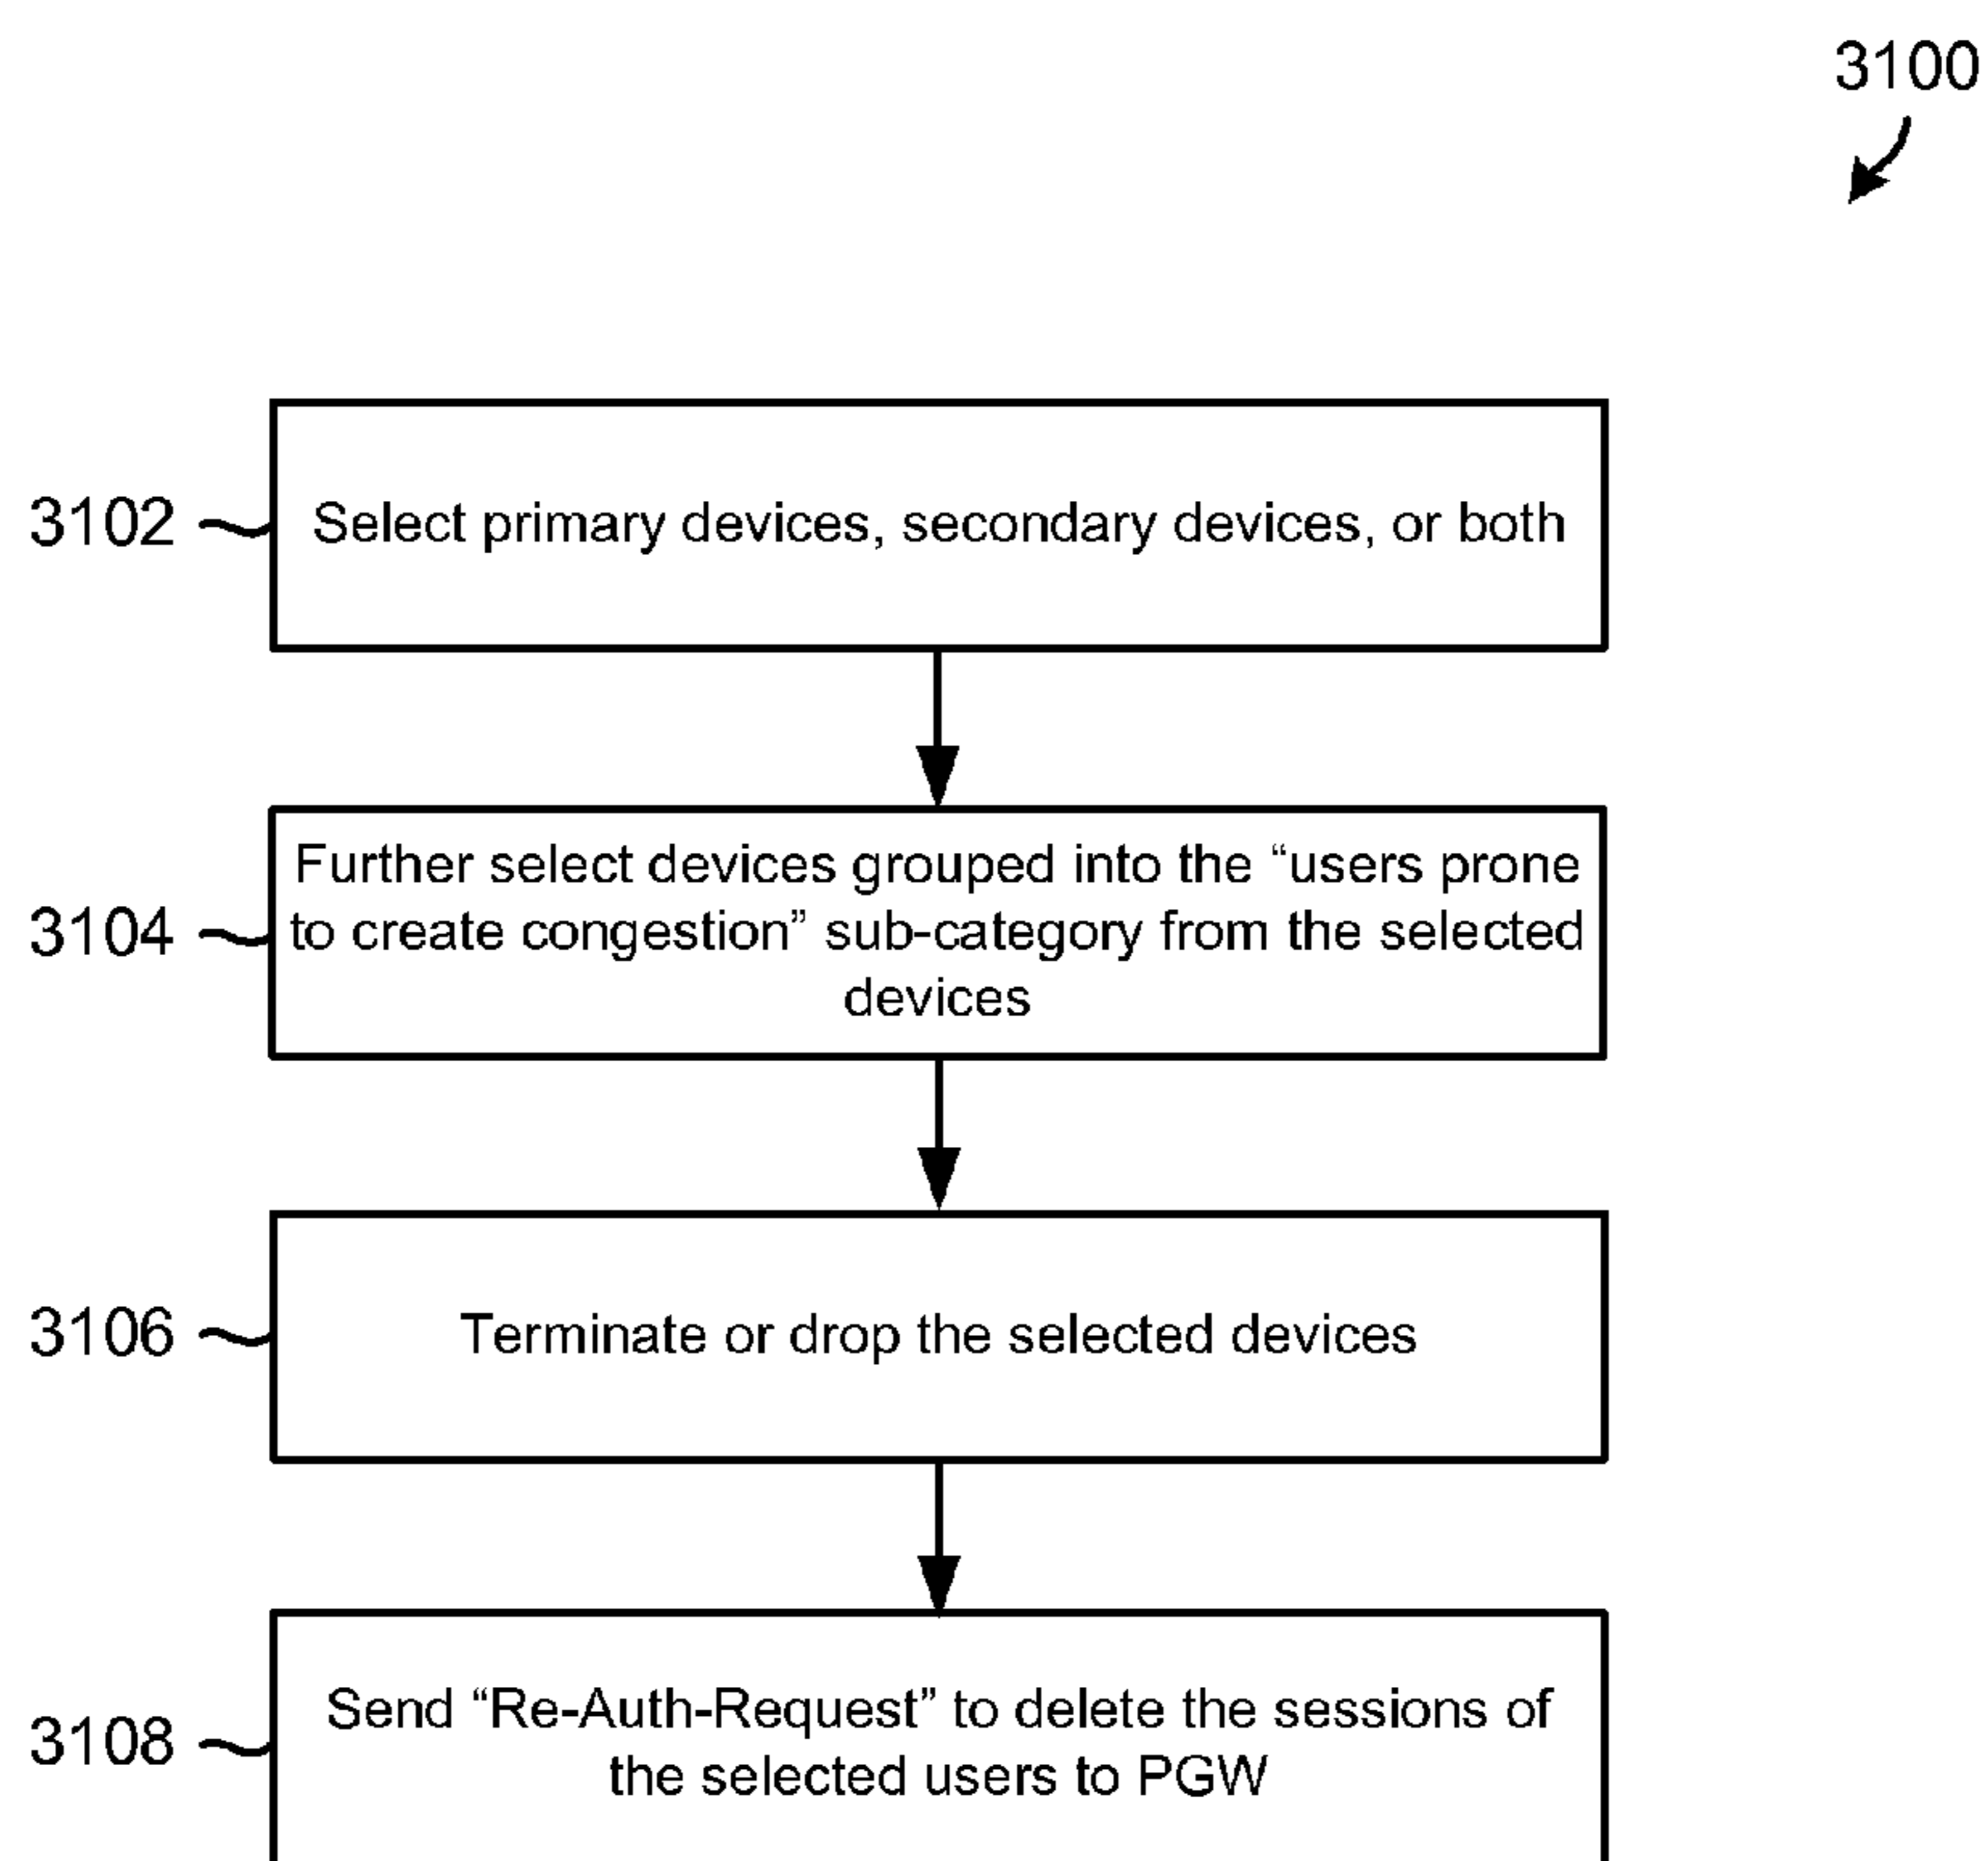 3100
3102
Select primary devices, secondary devices, or both
3104
Further select devices grouped into the “users prone
to create congestion” sub-category from the selected
devices
3106
Terminate or drop the selected devices
3108
Send “Re-Auth-Request” to delete the sessions of
the selected users to PGW